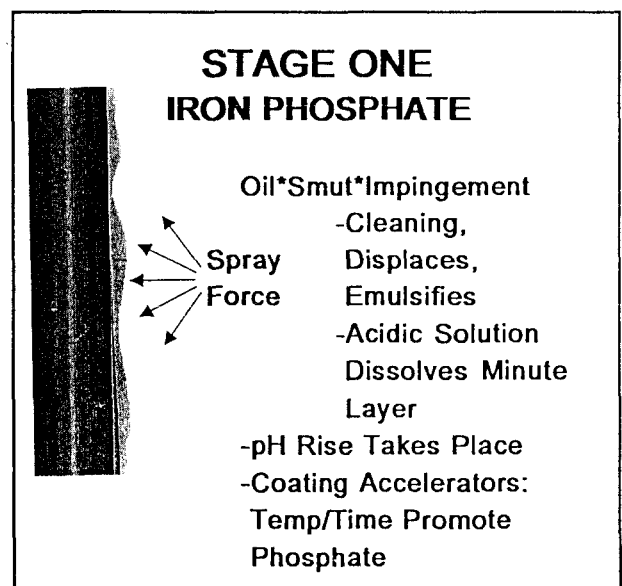 STAGE ONE
IRON PHOSPHATE
Oil*Smut*Impingement
-Cleaning,
Spray Displaces,
Force Emulsifies
-Acidic Solution
Dissolves Minute
Layer
-pH Rise Takes Place
-Coating Accelerators:
Temp/Time Promote
Phosphate